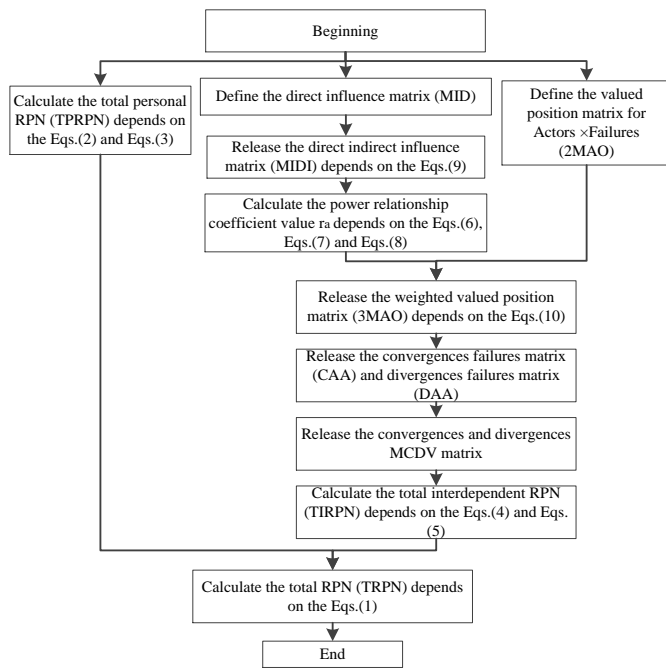 Beginning
Calculate the total personal
RPN (TPRPN) depends on
the Eqs.(2) and Eqs.(3)
Define the direct influence matrix (MID)
Define the valued
position matrix for
Actors ×Failures
(2MAO)
Release the direct indirect influence
matrix (MIDI) depends on the Eqs.(9)
Calculate the power relationship
coefficient value ra depends on the Eqs.(6),
Eqs.(7) and Eqs.(8)
Release the weighted valued position
matrix (3MAO) depends on the Eqs.(10)
Release the convergences failures matrix
(CAA) and divergences failures matrix
(DAA)
Release the convergences and divergences
MCDV matrix
Calculate the total interdependent RPN
(TIRPN) depends on the Eqs.(4) and Eqs.
(5)
Calculate the total RPN (TRPN) depends
on the Eqs.(1)
End